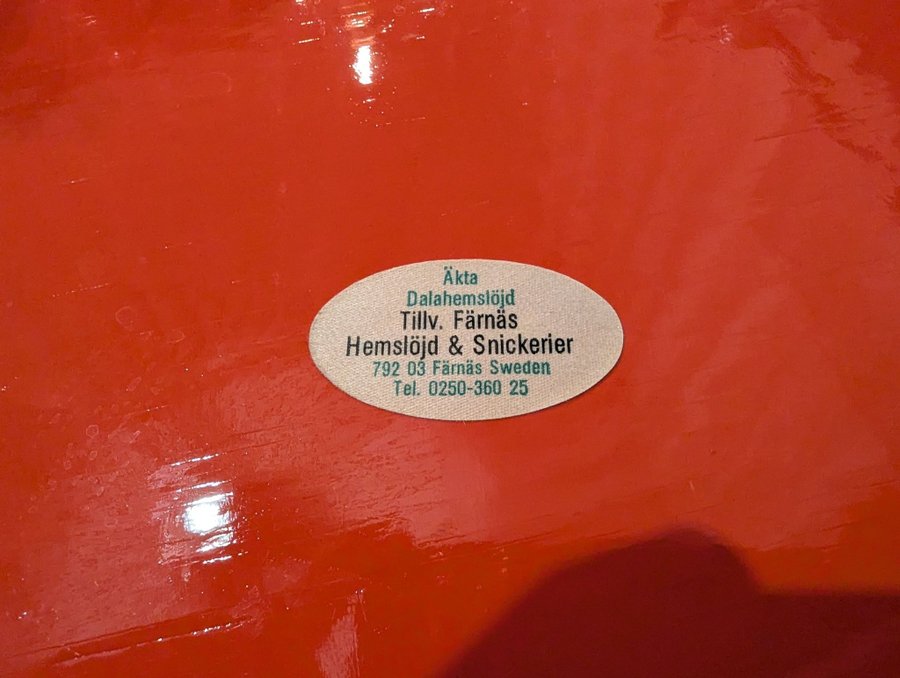 Äkta
Dalahemslöjd
Tillv. Färnäs
Hemslöjd & Snickerier
792 03 Färnäs Sweden
Tel. 0250-360 25